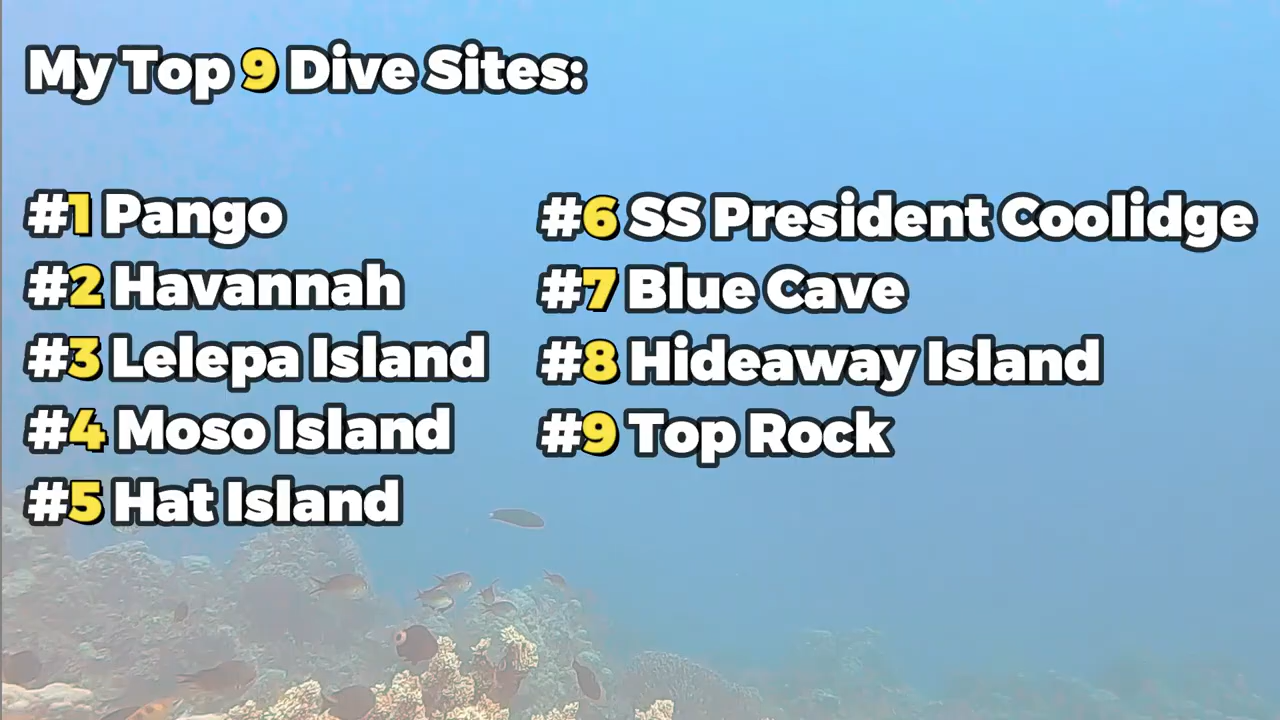 My Top 9 Dive Sites:
#1 Pango
#2 Havannah
#3 Lelepa Island
#4 Moso Island
#5 Hat Island
#6 SS President Coolidge
#7 Blue Cave
#8 Hideaway Island
#9 Top Rock